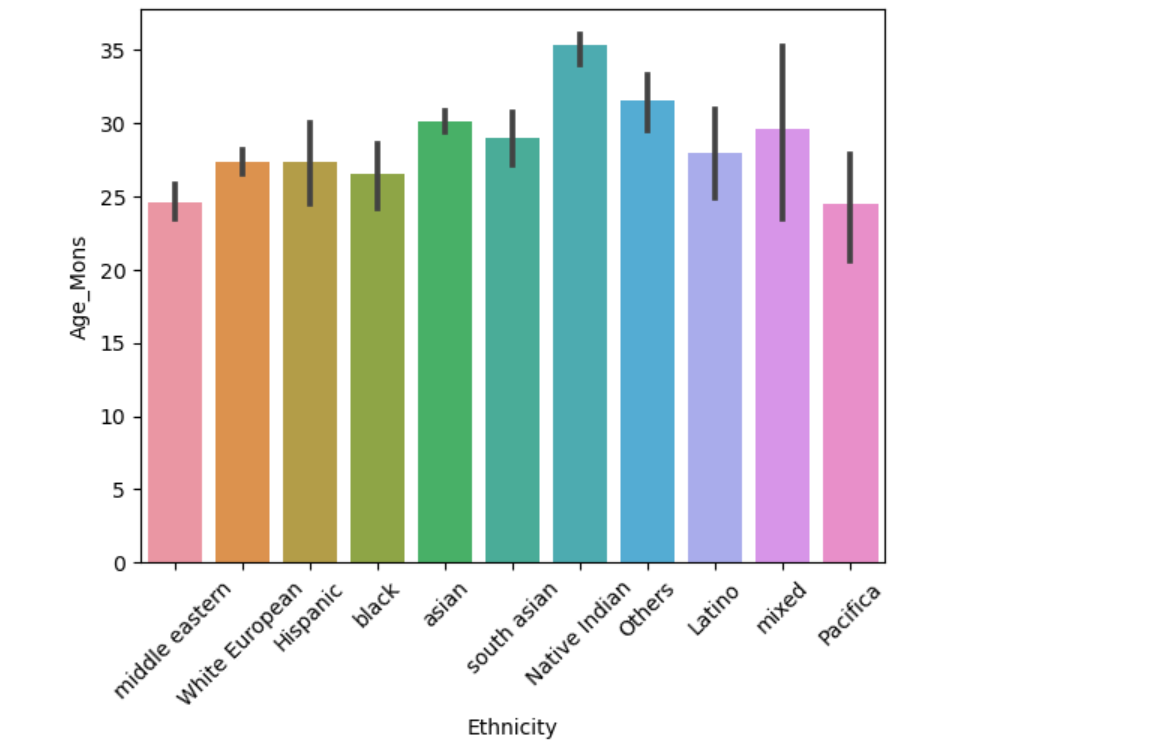 35
30
25
20
15
10
5
0
Age_Mons
middle eastern
White European
Hispanic
black
asian
south asian
Native Indian
Others
Latino
mixed
Pacifica
Ethnicity